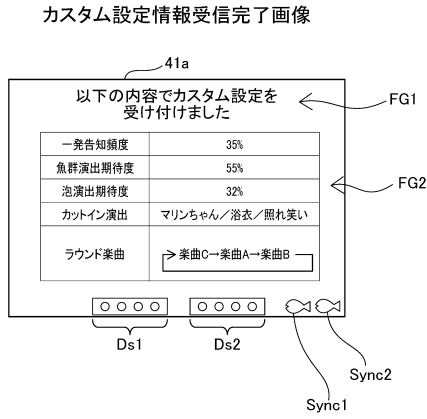 カスタム設定情報受信完了画像
41a
以下の内容でカスタム設定を
受け付けました
FG1
一発告知頻度 35%
魚群演出期待度 55%
FG2
泡演出期待度 32%
カットイン演出 マリンちゃん／浴衣／照れ笑い
ラウンド楽曲 楽曲C→楽曲A→楽曲B
Ds1 Ds2
Sync2
Sync1